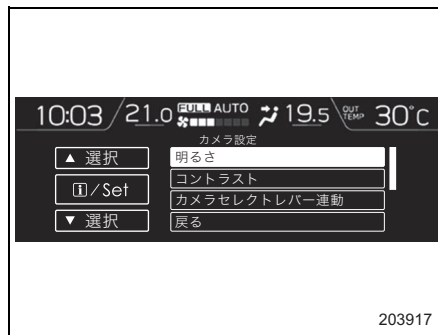 10:03 21.0 FULL AUTO 19.5 OUT TEMP 30°c
カメラ設定
▲ 選択
i/Set
▼ 選択
明るさ
コントラスト
カメラセレクトレバー連動
戻る
203917